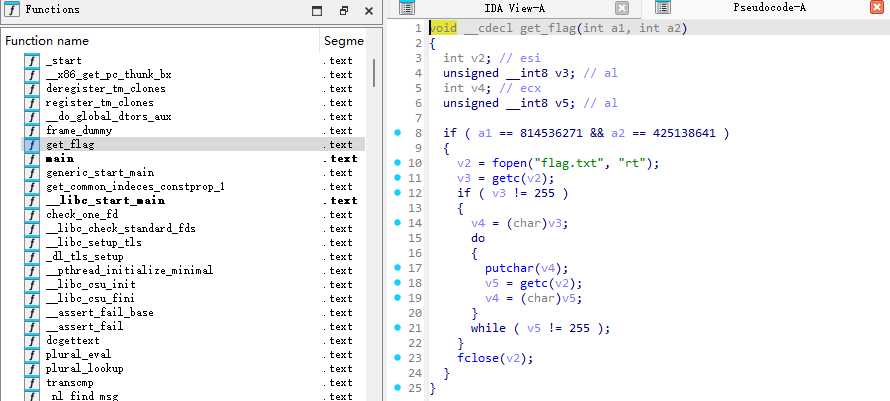 Functions
Function name Segme
_start .text
__x86_get_pc_thunk_bx .text
deregister_tm_clones .text
register_tm_clones .text
__do_global_dtors_aux .text
frame_dummy .text
get_flag .text
main .text
generic_start_main .text
get_common_indeces_constprop_1 .text
__libc_start_main .text
check_one_fd .text
__libc_check_standard_fds .text
__libc_setup_tls .text
_dl_tls_setup .text
__pthread_initialize_minimal .text
__libc_csu_init .text
__libc_csu_fini .text
__assert_fail_base .text
__assert_fail .text
dcgettext .text
plural_eval .text
plural_lookup .text
transcmp .text
_nl_find_msg .text
IDA View-A Pseudocode-A
1 void __cdecl get_flag(int a1, int a2)
2 {
3 int v2; // esi
4 unsigned __int8 v3; // al
5 int v4; // ecx
6 unsigned __int8 v5; // al
7
8 if ( a1 == 814536271 && a2 == 425138641 )
9 {
10 v2 = fopen("flag.txt", "rt");
11 v3 = getc(v2);
12 if ( v3 != 255 )
13 {
14 v4 = (char)v3;
15 do
16 {
17 putchar(v4);
18 v5 = getc(v2);
19 v4 = (char)v5;
20 }
21 while ( v5 != 255 );
22 }
23 fclose(v2);
24 }
25 }